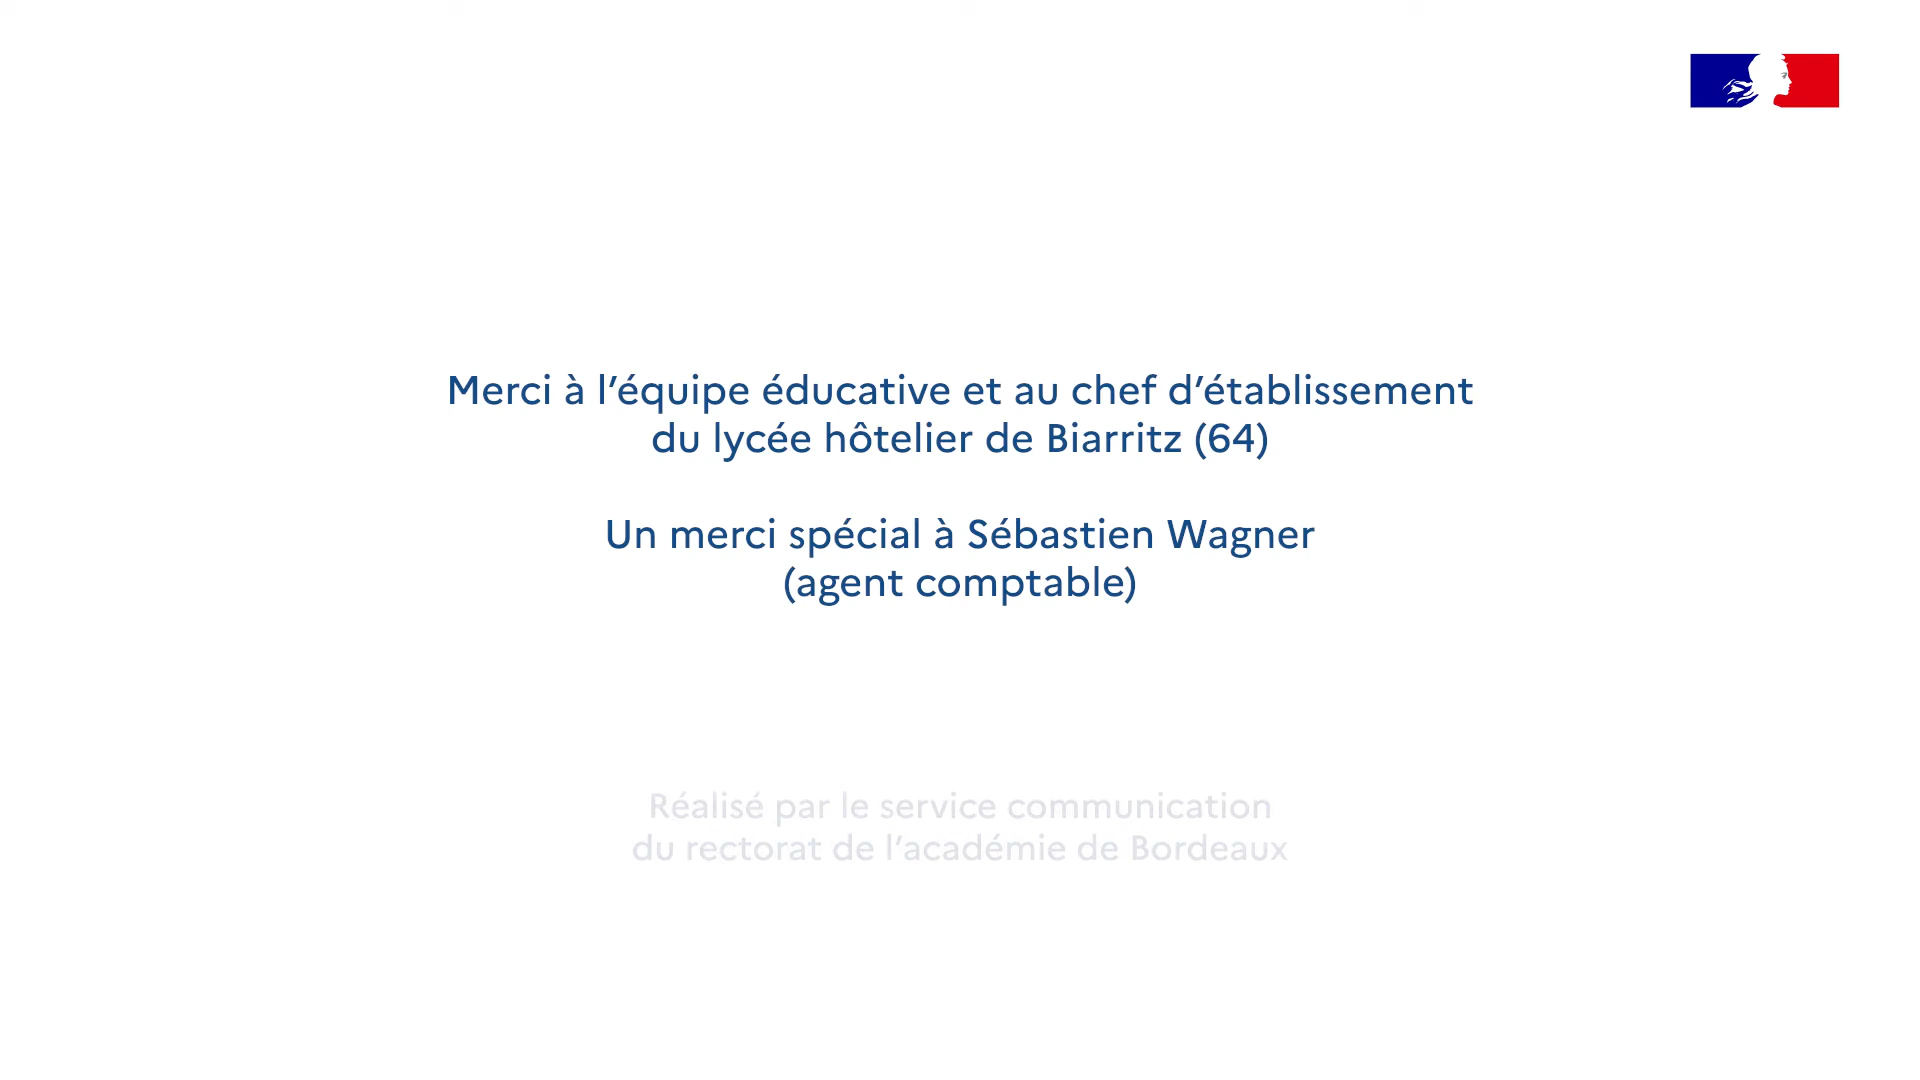 Merci à l’équipe éducative et au chef d’établissement
du lycée hôtelier de Biarritz (64)
Un merci spécial à Sébastien Wagner
(agent comptable)
Réalisé par le service communication
du rectorat de l’académie de Bordeaux